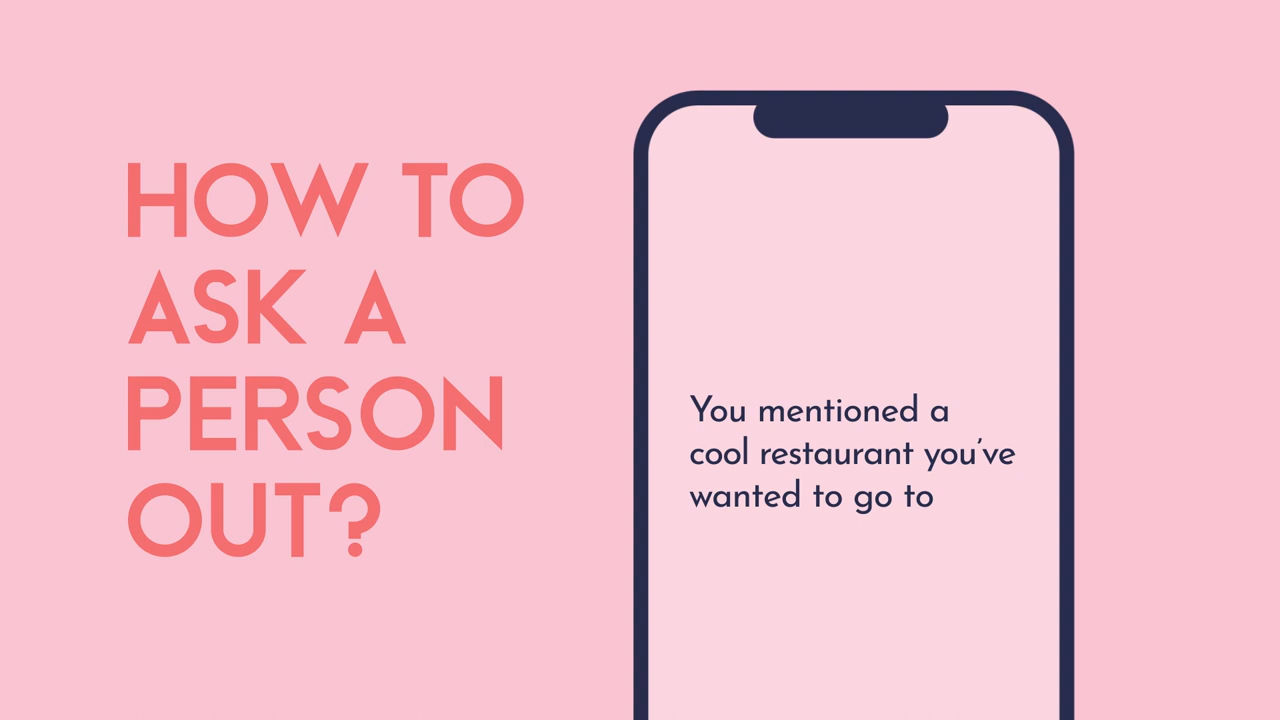 HOW TO
ASK A
PERSON
OUT?
You mentioned a
cool restaurant you've
wanted to go to